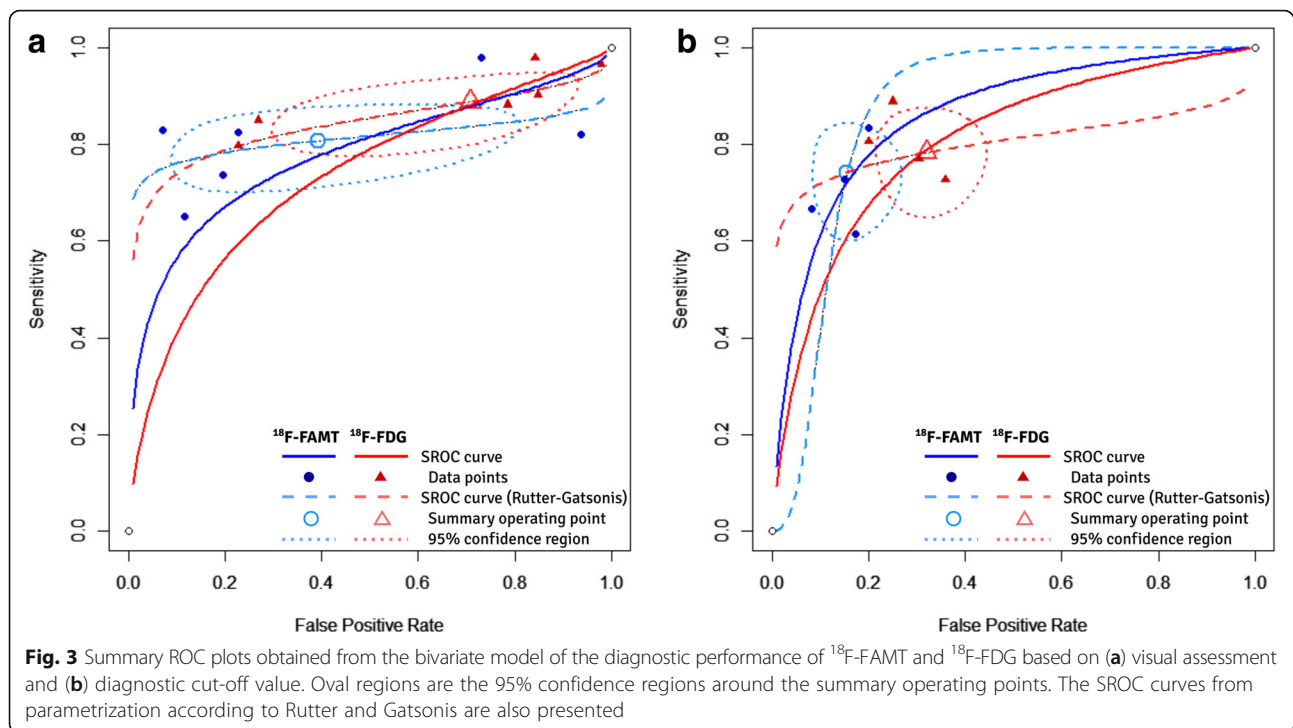 a
Sensitivity
1.0
0.8
0.6
0.4
0.2
0.0
¹⁸F-FAMT ¹⁸F-FDG
SROC curve
Data points
SROC curve (Rutter-Gatsonis)
Summary operating point
95% confidence region
0.0 0.2 0.4 0.6 0.8 1.0
False Positive Rate
b
Sensitivity
1.0
0.8
0.6
0.4
0.2
0.0
¹⁸F-FAMT ¹⁸F-FDG
SROC curve
Data points
SROC curve (Rutter-Gatsonis)
Summary operating point
95% confidence region
0.0 0.2 0.4 0.6 0.8 1.0
False Positive Rate
Fig. 3 Summary ROC plots obtained from the bivariate model of the diagnostic performance of ¹⁸F-FAMT and ¹⁸F-FDG based on (a) visual assessment
and (b) diagnostic cut-off value. Oval regions are the 95% confidence regions around the summary operating points. The SROC curves from
parametrization according to Rutter and Gatsonis are also presented